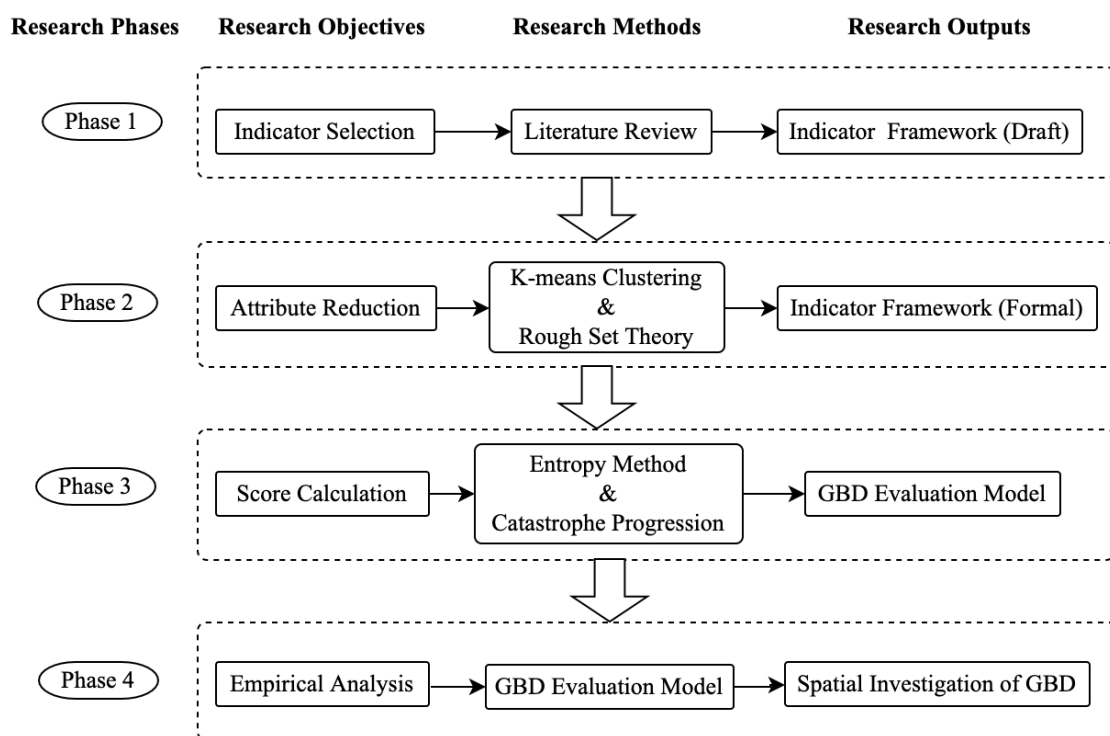 Research Phases Research Objectives Research Methods Research Outputs
Phase 1 Indicator Selection Literature Review Indicator Framework (Draft)
K-means Clustering
Phase 2 Attribute Reduction & Indicator Framework (Formal)
Rough Set Theory
Entropy Method
Phase 3 Score Calculation & GBD Evaluation Model
Catastrophe Progression
Phase 4 Empirical Analysis GBD Evaluation Model Spatial Investigation of GBD